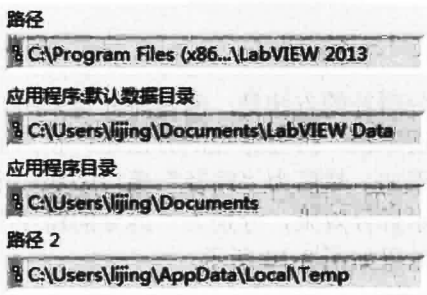 路径
C:\Program Files (x86...\LabVIEW 2013
应用程序:默认数据目录
C:\Users\lijing\Documents\LabVIEW Data
应用程序目录
C:\Users\lijing\Documents
路径 2
C:\Users\lijing\AppData\Local\Temp